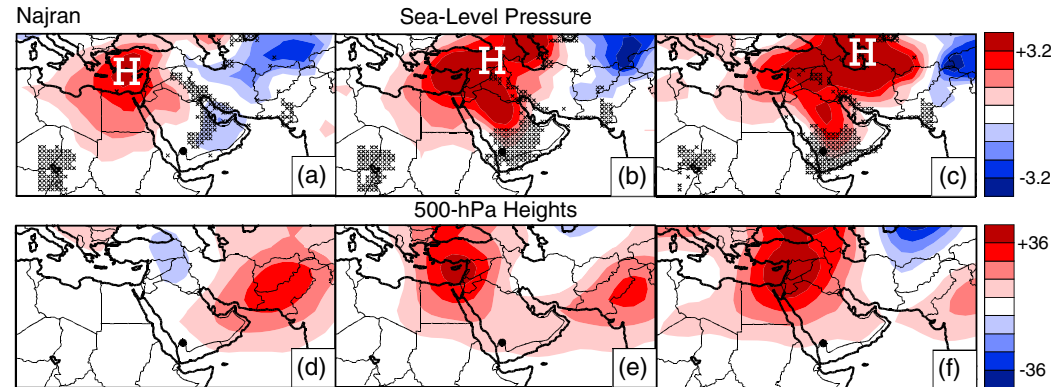 Najran
Sea-Level Pressure
H
H
H
+3.2
-3.2
(a)
(b)
(c)
500-hPa Heights
+36
-36
(d)
(e)
(f)